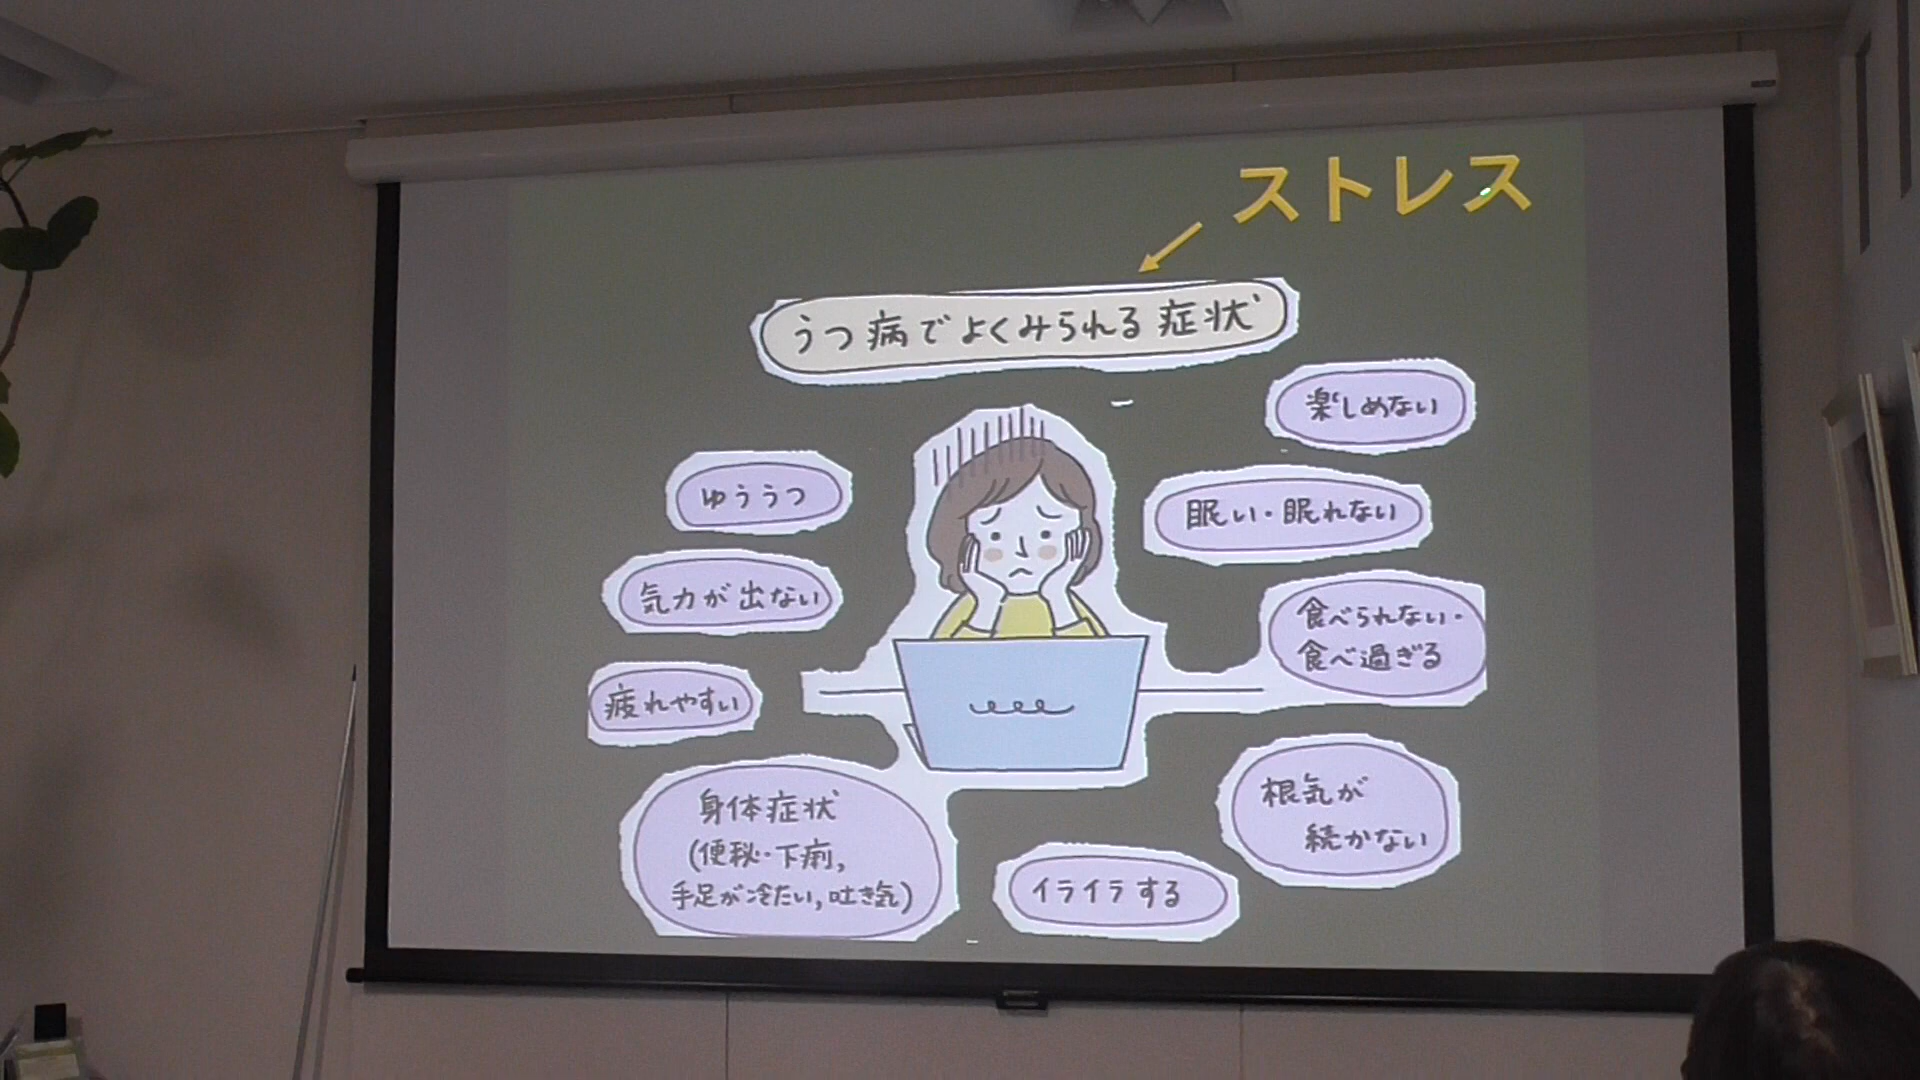 ストレス
うつ病でよくみられる症状
楽しめない
ゆううつ
眠い・眠れない
気力が出ない
食べられない・
食べ過ぎる
疲れやすい
身体症状
(便秘・下痢,
手足が冷たい,吐き気)
根気が
続かない
イライラする